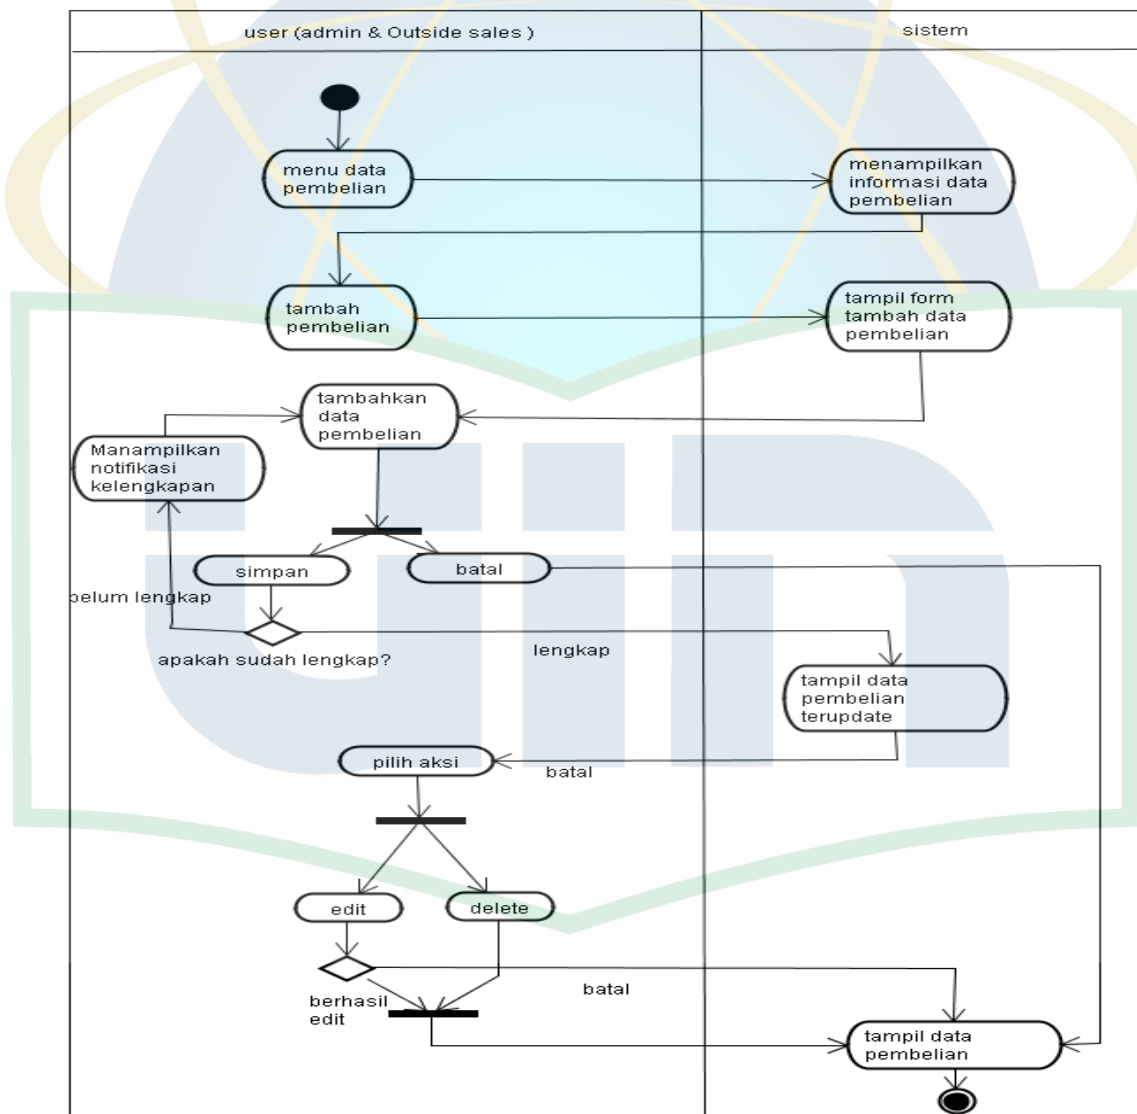 user (admin & Outside sales )
sistem
menu data
pembelian
menampilkan
informasi data
pembelian
tambah
pembelian
tampil form
tambah data
pembelian
tambahkan
data
pembelian
Manampilkan
notifikasi
kelengkapan
simpan
batal
belum lengkap
apakah sudah lengkap?
lengkap
tampil data
pembelian
terupdate
pilih aksi
batal
edit
delete
berhasil
edit
batal
tampil data
pembelian
uin